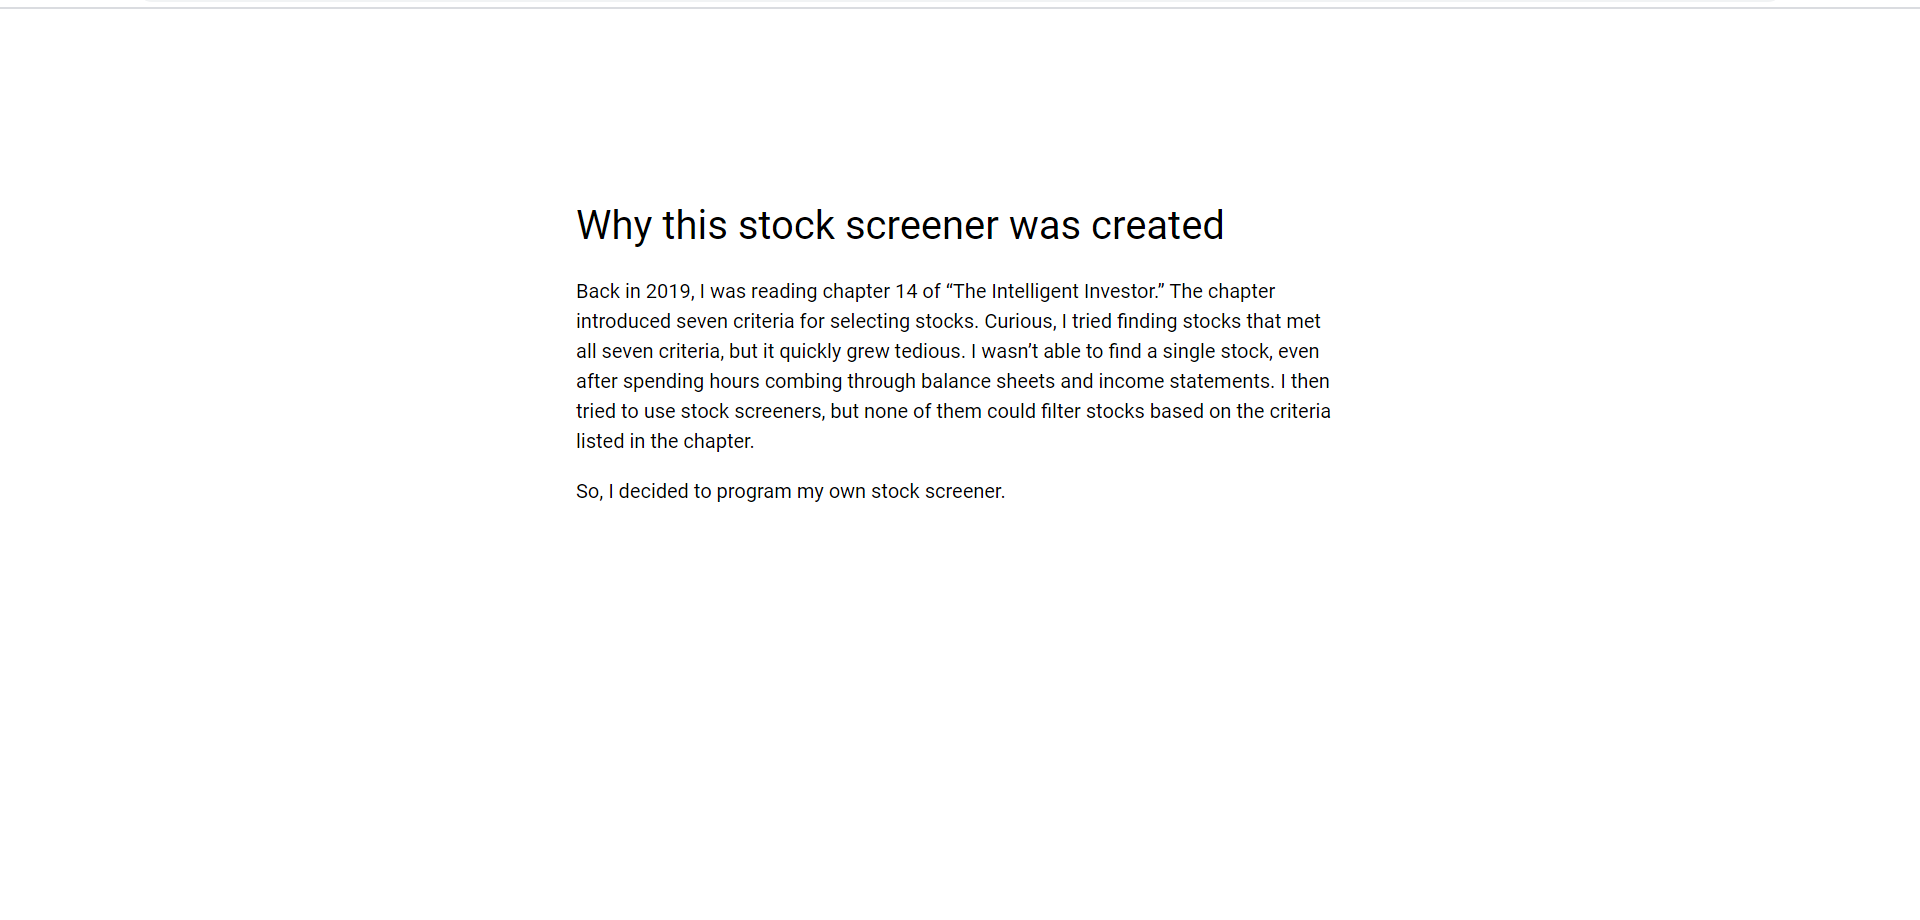 Why this stock screener was created
Back in 2019, I was reading chapter 14 of “The Intelligent Investor.” The chapter
introduced seven criteria for selecting stocks. Curious, I tried finding stocks that met
all seven criteria, but it quickly grew tedious. I wasn’t able to find a single stock, even
after spending hours combing through balance sheets and income statements. I then
tried to use stock screeners, but none of them could filter stocks based on the criteria
listed in the chapter.
So, I decided to program my own stock screener.